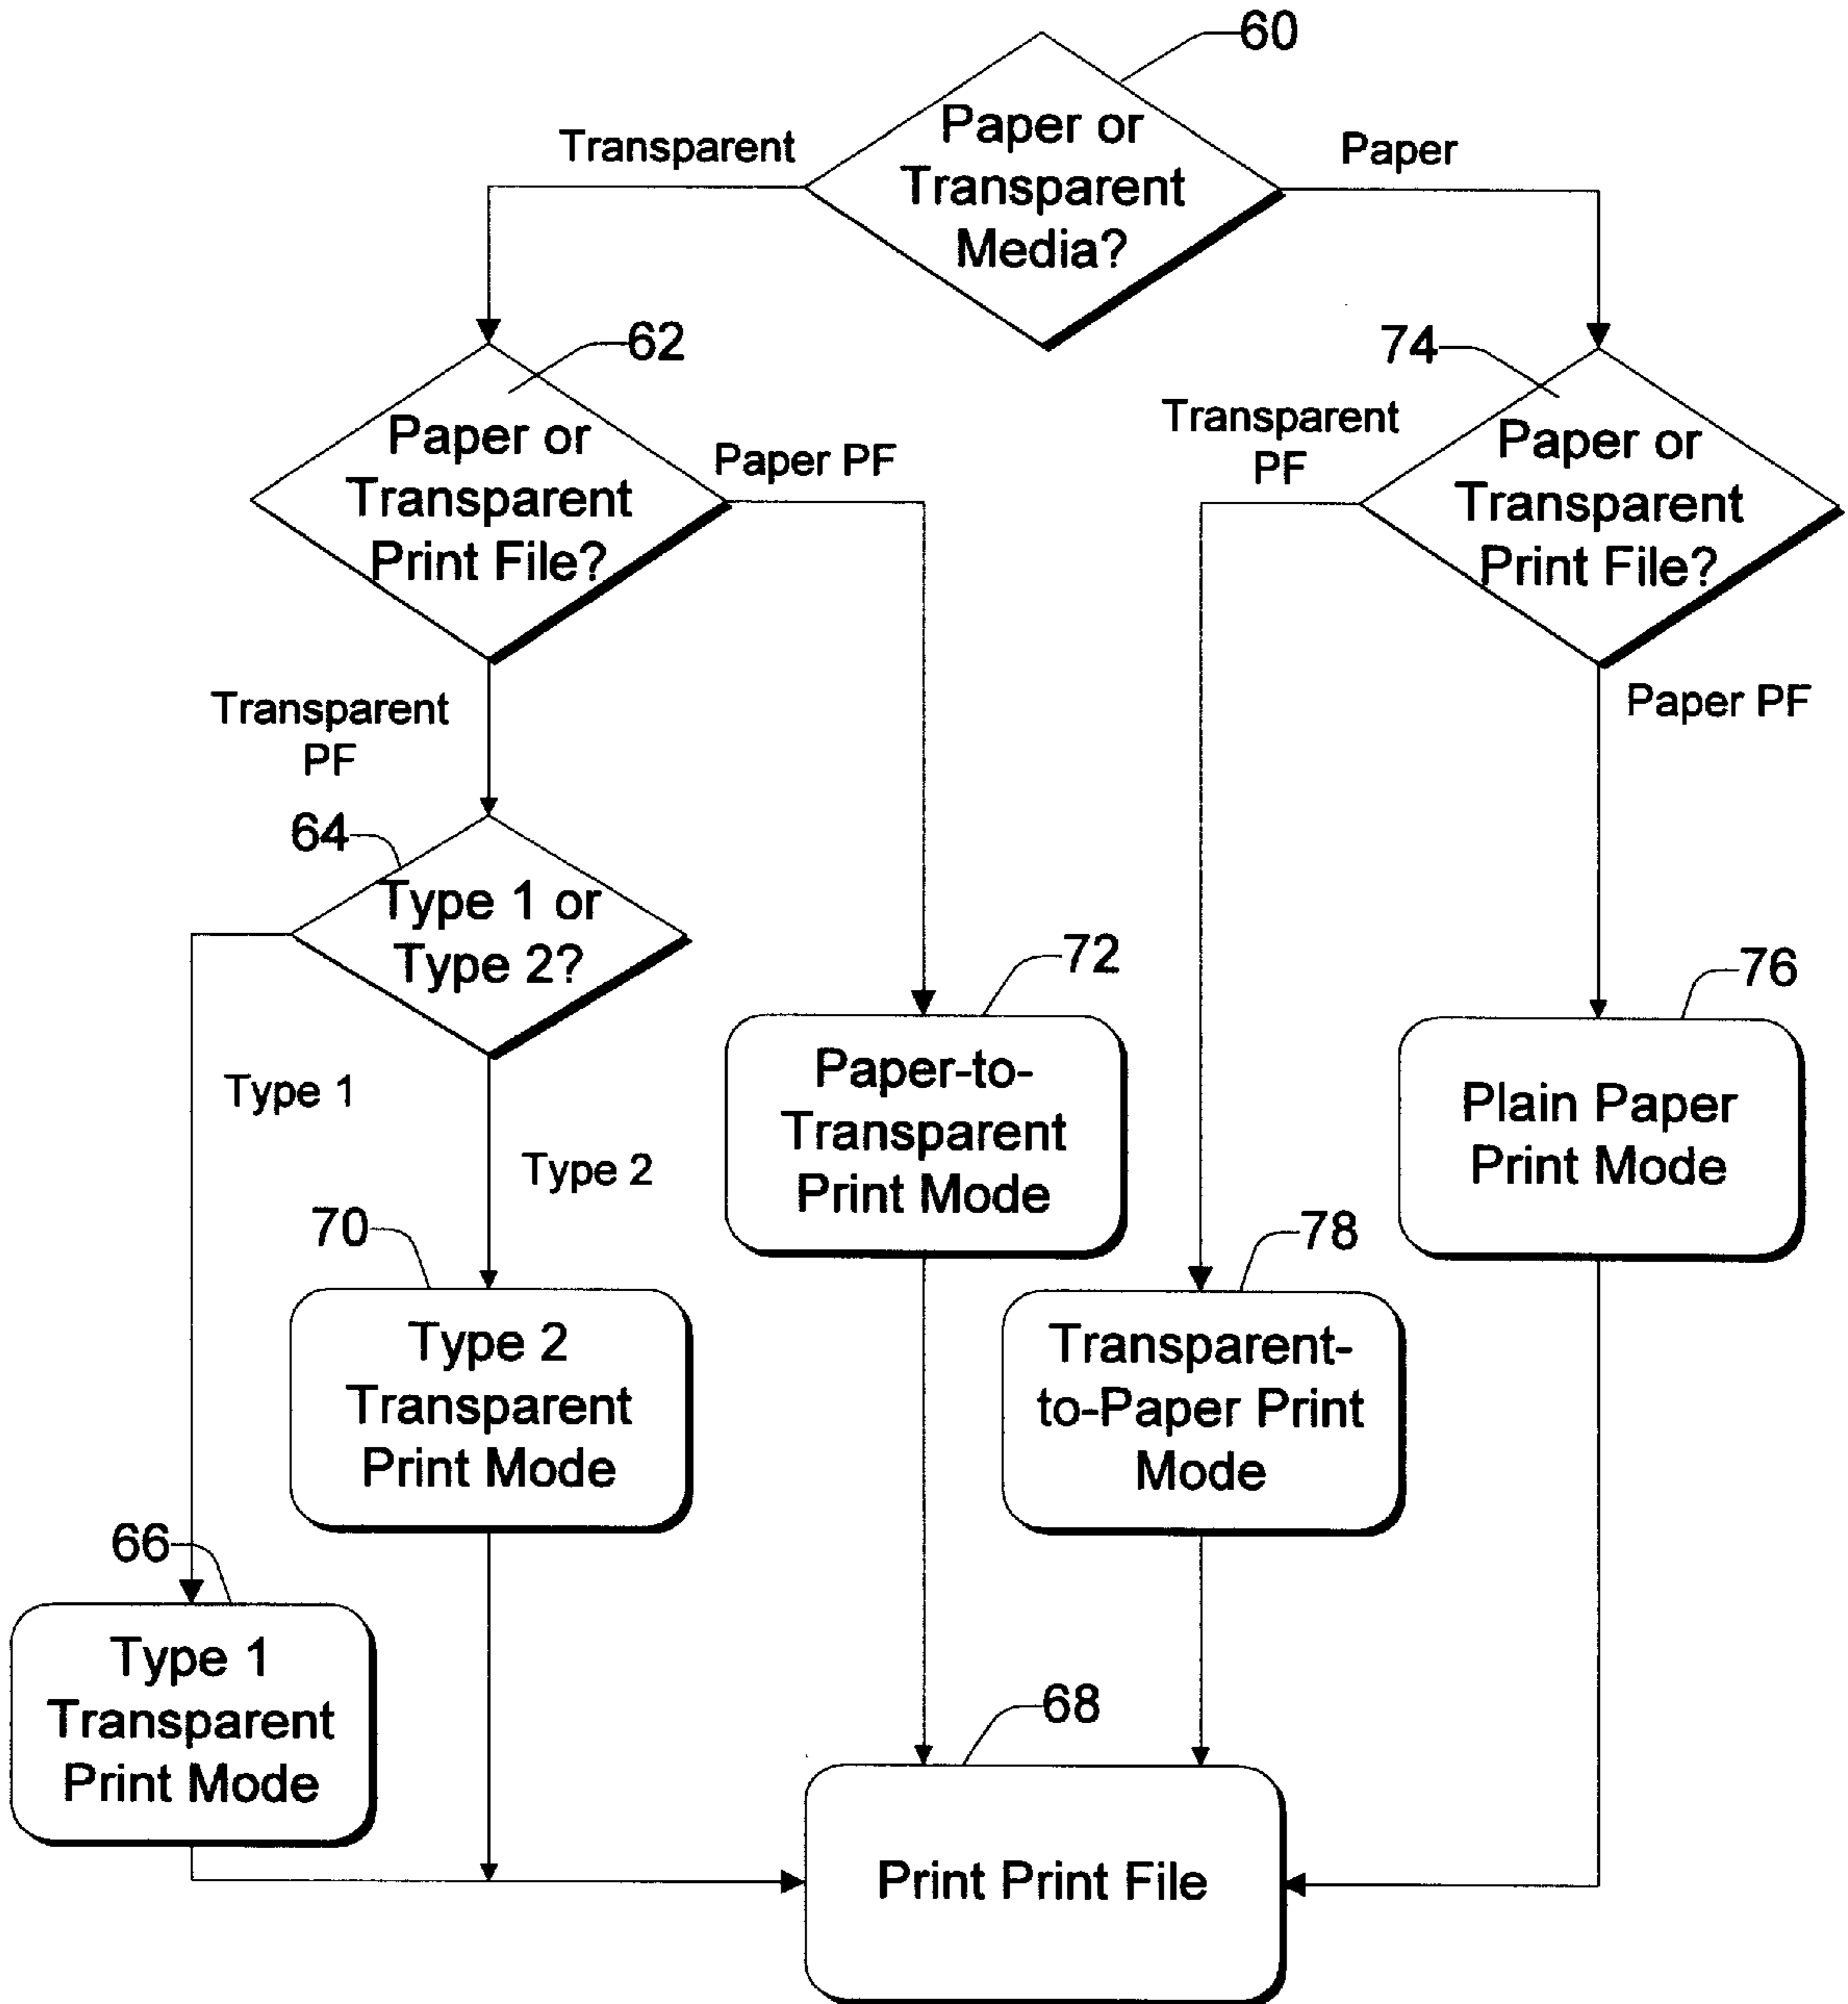 60
Paper or
Transparent
Media?
Transparent
Paper
62
Paper or
Transparent
Print File?
Paper PF
Transparent
PF
74
Paper or
Transparent
Print File?
Transparent
PF
Paper PF
64
Type 1 or
Type 2?
Type 1
Type 2
72
Paper-to-
Transparent
Print Mode
76
Plain Paper
Print Mode
70
Type 2
Transparent
Print Mode
78
Transparent-
to-Paper Print
Mode
66
Type 1
Transparent
Print Mode
68
Print Print File